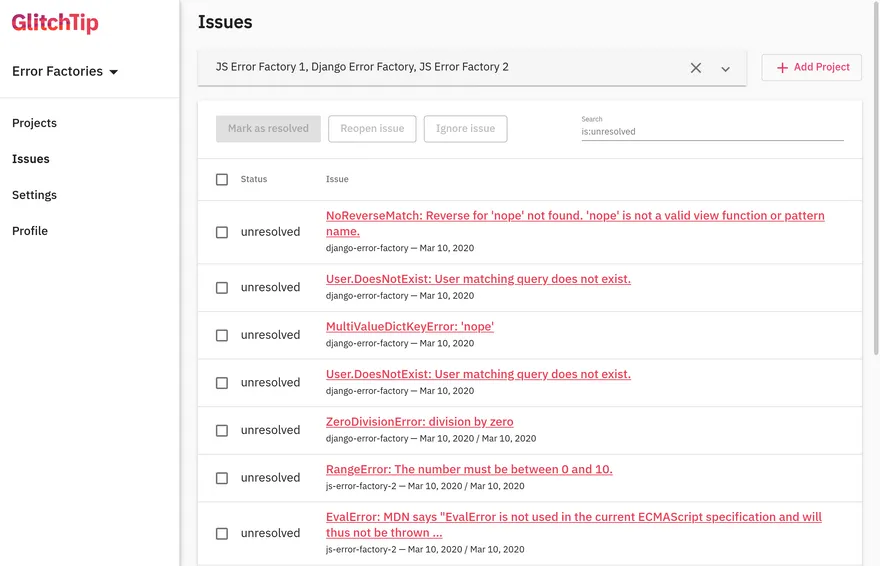 GlitchTip
Error Factories
Projects
Issues
Settings
Profile
Issues
JS Error Factory 1, Django Error Factory, JS Error Factory 2
Add Project
Mark as resolved
Reopen issue
Ignore issue
Search
is:unresolved
Status
Issue
unresolved
NoReverseMatch: Reverse for 'nope' not found. 'nope' is not a valid view function or pattern
name.
django-error-factory — Mar 10, 2020
unresolved
User.DoesNotExist: User matching query does not exist.
django-error-factory — Mar 10, 2020
unresolved
MultiValueDictKeyError: 'nope'
django-error-factory — Mar 10, 2020
unresolved
User.DoesNotExist: User matching query does not exist.
django-error-factory — Mar 10, 2020
unresolved
ZeroDivisionError: division by zero
django-error-factory — Mar 10, 2020 / Mar 10, 2020
unresolved
RangeError: The number must be between 0 and 10.
js-error-factory-2 — Mar 10, 2020 / Mar 10, 2020
unresolved
EvalError: MDN says "EvalError is not used in the current ECMAScript specification and will
thus not be thrown ...
js-error-factory-2 — Mar 10, 2020 / Mar 10, 2020